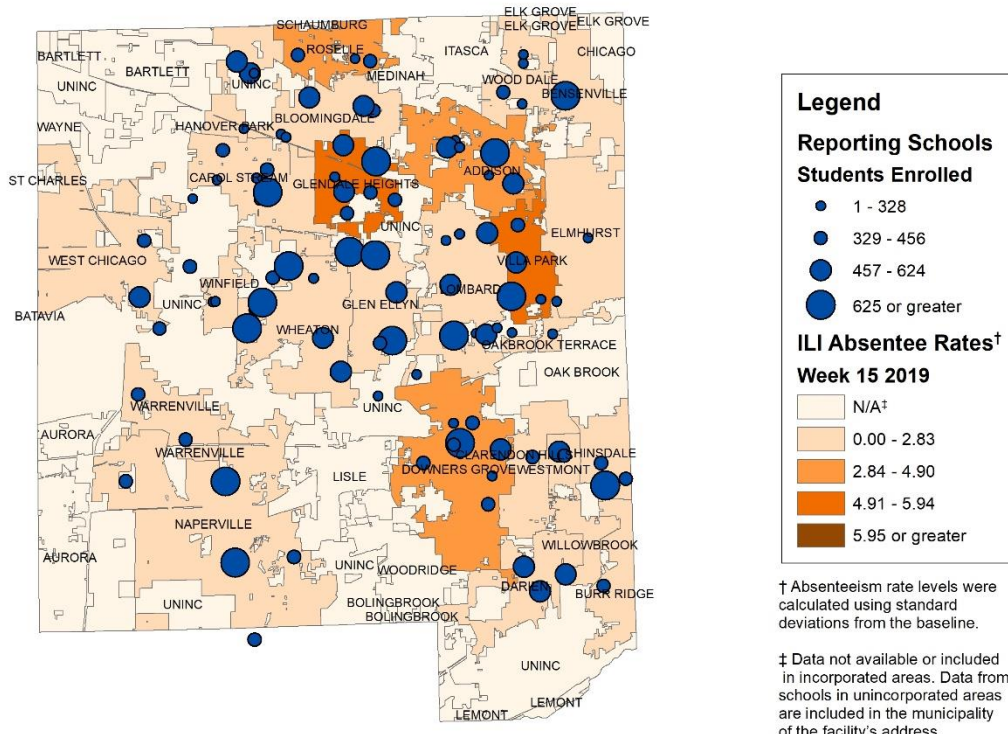 ELK GROVE
ELK GROVE
ELK GROVE
SCHAUMBURG
ROSELLE
ITASCA
CHICAGO
BARTLETT
BARTLETT
MEDINAH
UNINC
UNINC
WOOD DALE
BENSENVILLE
BLOOMINGDALE
WAYNE
HANOVER PARK
ADDISON
ST CHARLES
CAROL STREAM
GLENDALE HEIGHTS
UNINC
ELMHURST
WEST CHICAGO
VILLA PARK
WINFIELD
LOMBARD
UNINC
GLEN ELLYN
BATAVIA
WHEATON
OAKBROOK TERRACE
OAK BROOK
UNINC
WARRENVILLE
AURORA
WARRENVILLE
CLARENDON HILLS
HINSDALE
DOWNERS GROVE
WESTMONT
LISLE
NAPERVILLE
WILLOWBROOK
AURORA
UNINC
WOODRIDGE
DARIEN
BURR RIDGE
UNINC
BOLINGBROOK
BOLINGBROOK
UNINC
LEMONT
LEMONT
Legend
Reporting Schools
Students Enrolled
1 - 328
329 - 456
457 - 624
625 or greater
ILI Absentee Rates†
Week 15 2019
N/A‡
0.00 - 2.83
2.84 - 4.90
4.91 - 5.94
5.95 or greater
† Absenteeism rate levels were
calculated using standard
deviations from the baseline.
‡ Data not available or included
in incorporated areas. Data from
schools in unincorporated areas
are included in the municipality
of the facility's address.